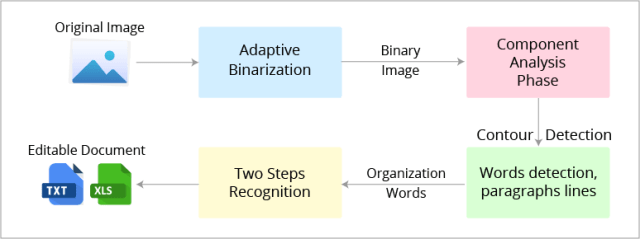 Original Image
Adaptive
Binarization
Binary
Image
Component
Analysis
Phase
Contour Detection
Words detection,
paragraphs lines
Organization
Words
Two Steps
Recognition
Editable Document
TXT
XLS